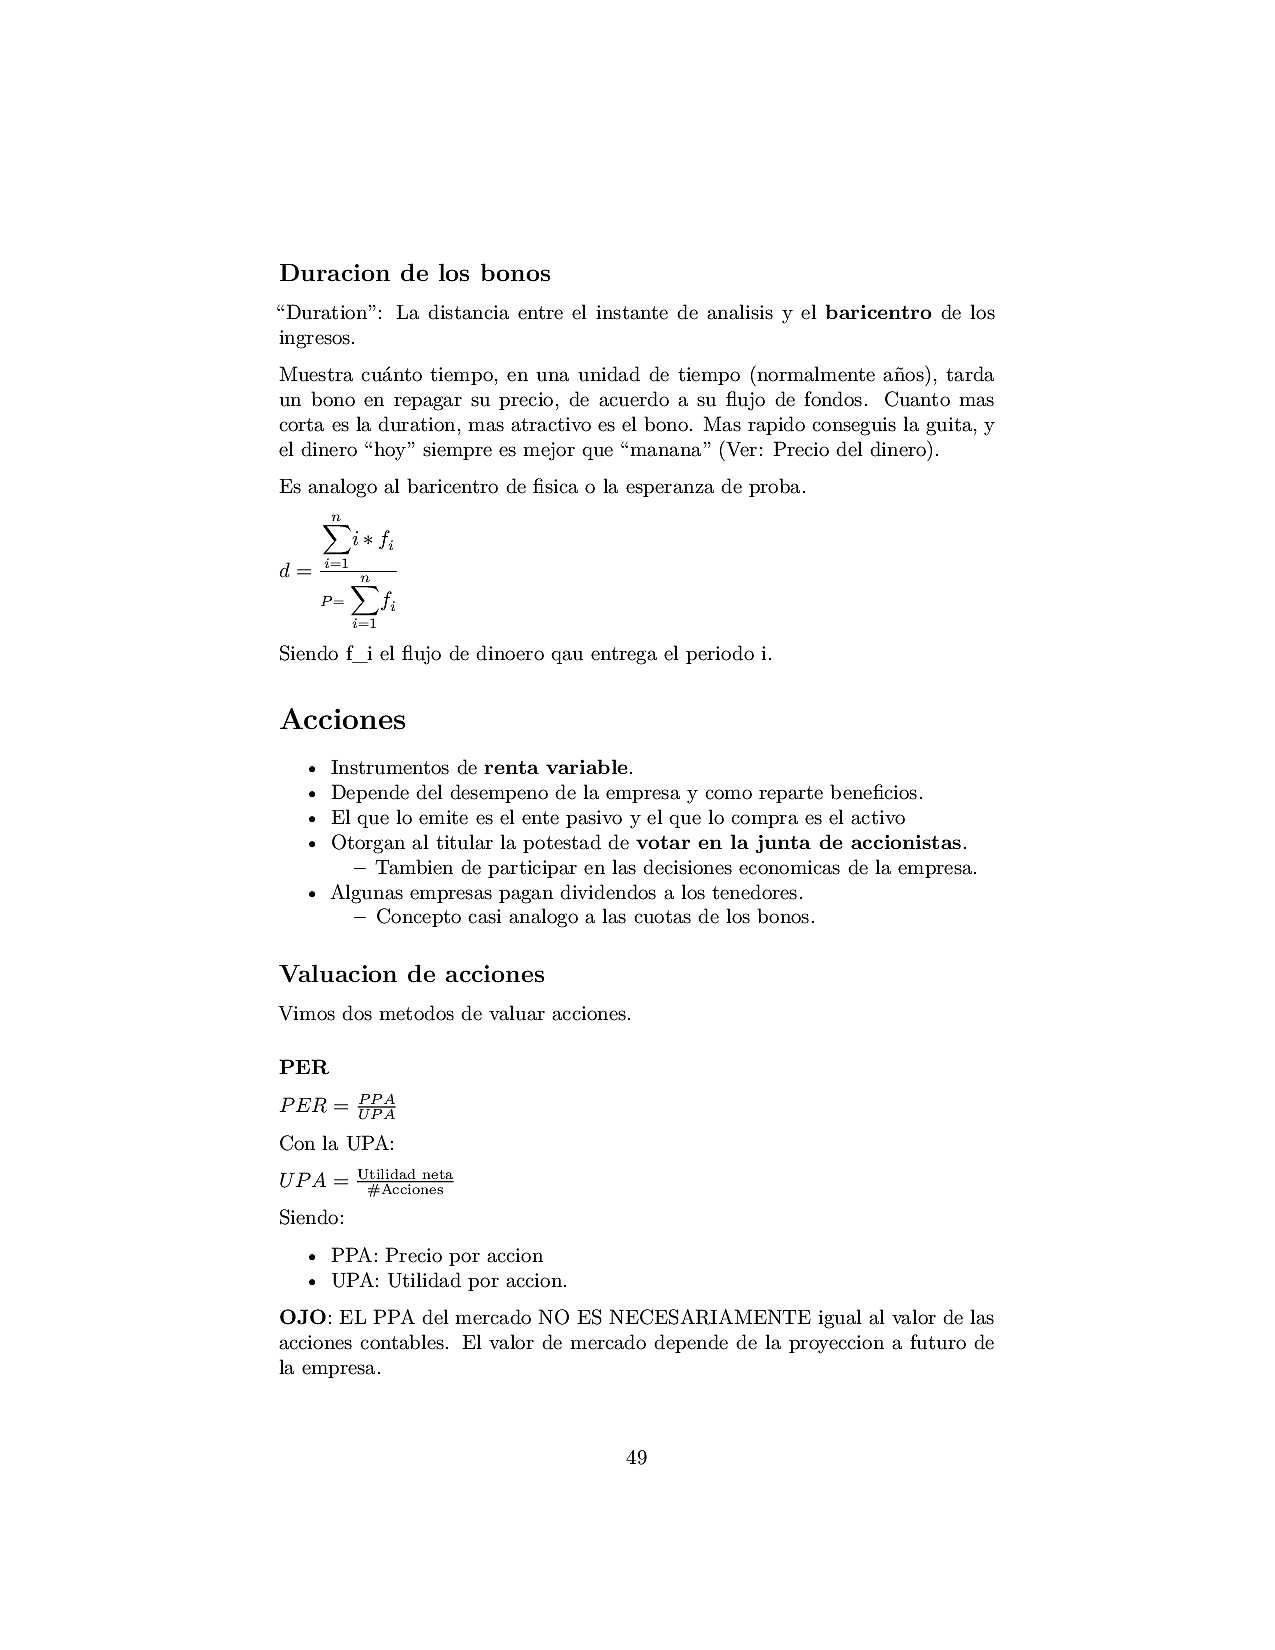 Duracion de los bonos
“Duration”: La distancia entre el instante de analisis y el baricentro de los
ingresos.
Muestra cuánto tiempo, en una unidad de tiempo (normalmente años), tarda
un bono en repagar su precio, de acuerdo a su flujo de fondos. Cuanto mas
corta es la duration, mas atractivo es el bono. Mas rapido conseguis la guita, y
el dinero “hoy” siempre es mejor que “manana” (Ver: Precio del dinero).
Es analogo al baricentro de fisica o la esperanza de proba.
d = \frac{\sum_{i=1}^{n} i * f_i}{P= \sum_{i=1}^{n} f_i}
Siendo f_i el flujo de dinoero qau entrega el periodo i.
Acciones
• Instrumentos de renta variable.
• Depende del desempeno de la empresa y como reparte beneficios.
• El que lo emite es el ente pasivo y el que lo compra es el activo
• Otorgan al titular la potestad de votar en la junta de accionistas.
– Tambien de participar en las decisiones economicas de la empresa.
• Algunas empresas pagan dividendos a los tenedores.
– Concepto casi analogo a las cuotas de los bonos.
Valuacion de acciones
Vimos dos metodos de valuar acciones.
PER
PER = \frac{PPA}{UPA}
Con la UPA:
UPA = \frac{Utilidad neta}{#Acciones}
Siendo:
• PPA: Precio por accion
• UPA: Utilidad por accion.
OJO: EL PPA del mercado NO ES NECESARIAMENTE igual al valor de las
acciones contables. El valor de mercado depende de la proyeccion a futuro de
la empresa.
49